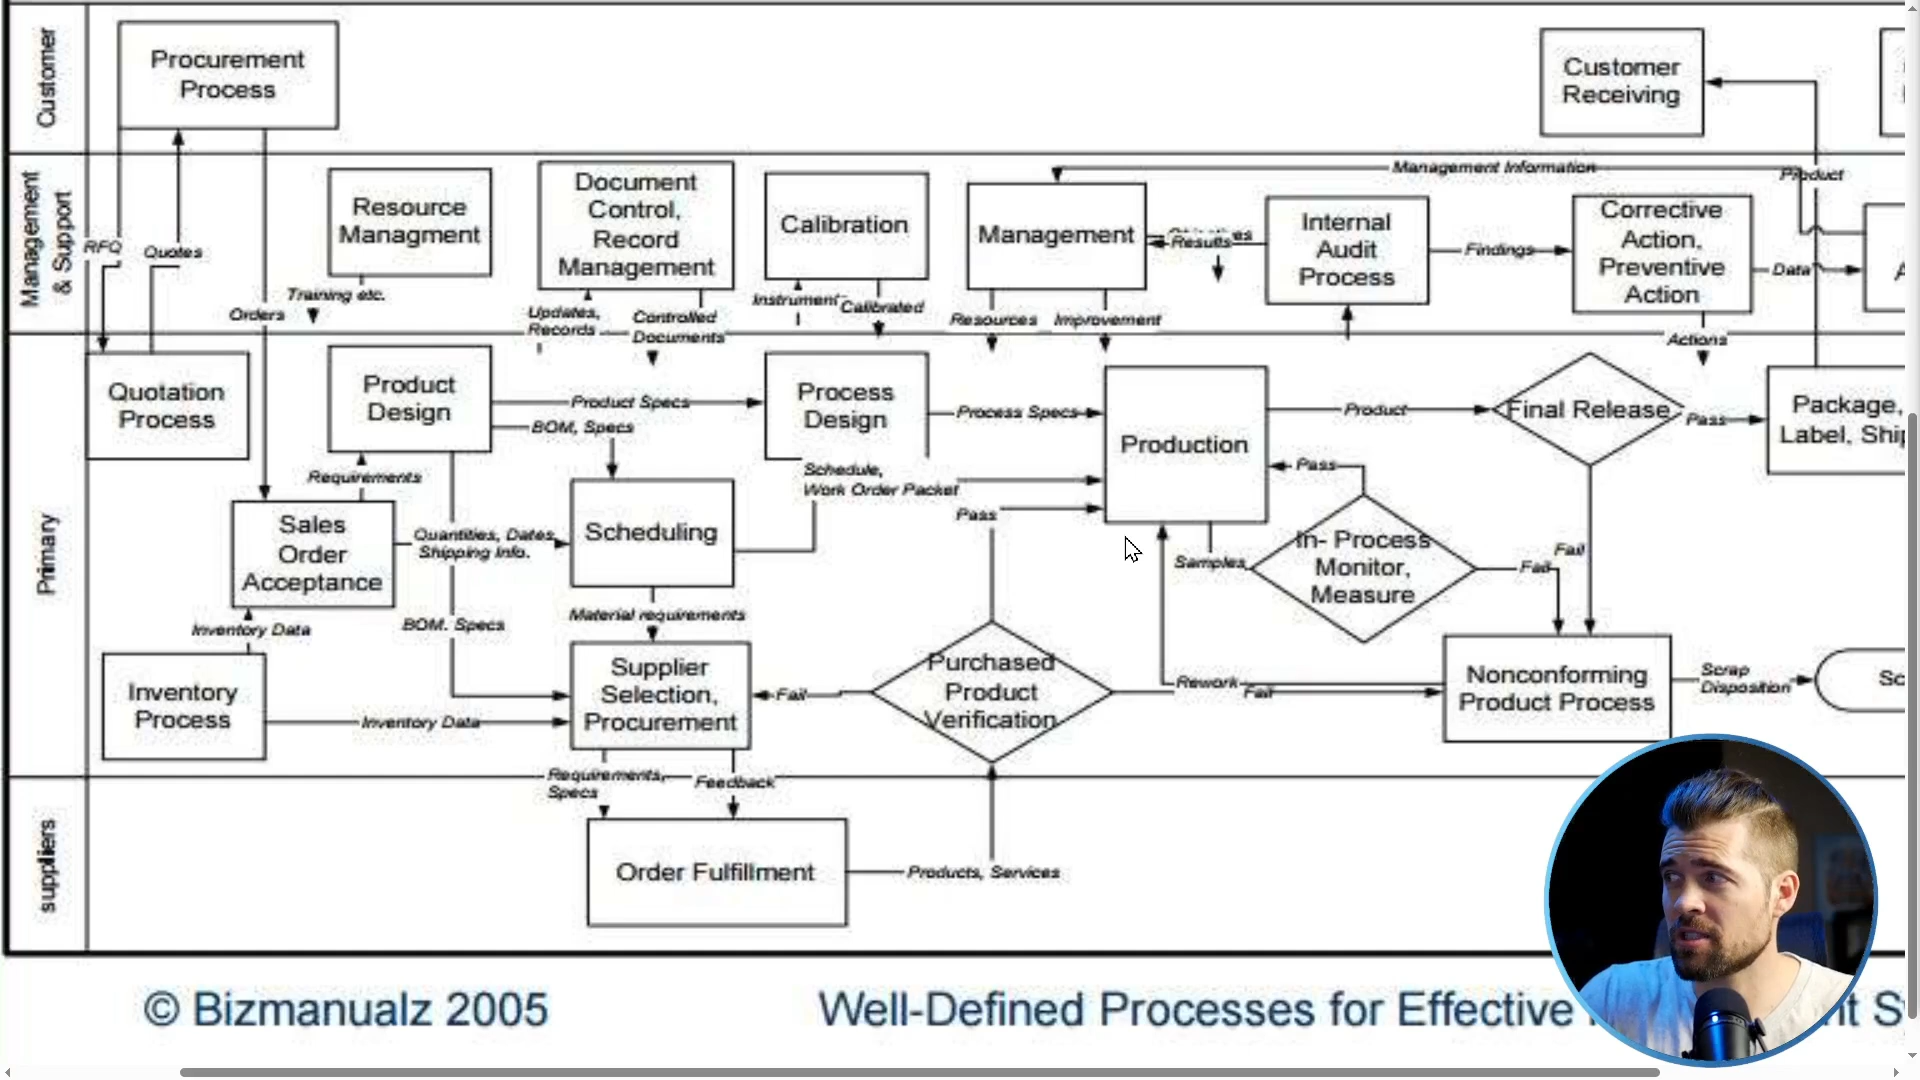 Customer
Procurement
Process
Customer
Receiving
Management
& Support
RFQ
Quotes
Orders
Resource
Managment
Training etc.
Document
Control,
Record
Management
Updates,
Records
Controlled
Documents
Calibration
Instrument
Calibrated
Management Information
Product
Management
Results
Resources
Improvement
Internal
Audit
Process
Findings
Corrective
Action,
Preventive
Action
Data
A
Actions
Primary
Quotation
Process
Product
Design
Product Specs
BOM, Specs
Process
Design
Process Specs
Production
Product
Final Release
Pass
Package,
Label, Ship
Requirements
Schedule,
Work Order Packet
Pass
Pass
Sales
Order
Acceptance
Quantities, Dates
Shipping Info.
Scheduling
Samples
In- Process
Monitor,
Measure
Fail
Fail
Inventory Data
BOM. Specs
Material requirements
Inventory
Process
Inventory Data
Supplier
Selection,
Procurement
Fail
Purchased
Product
Verification
Rework
Fail
Nonconforming
Product Process
Scrap
Disposition
Sc
suppliers
Requirements,
Specs
Feedback
Order Fulfillment
Products, Services
© Bizmanualz 2005
Well-Defined Processes for Effective